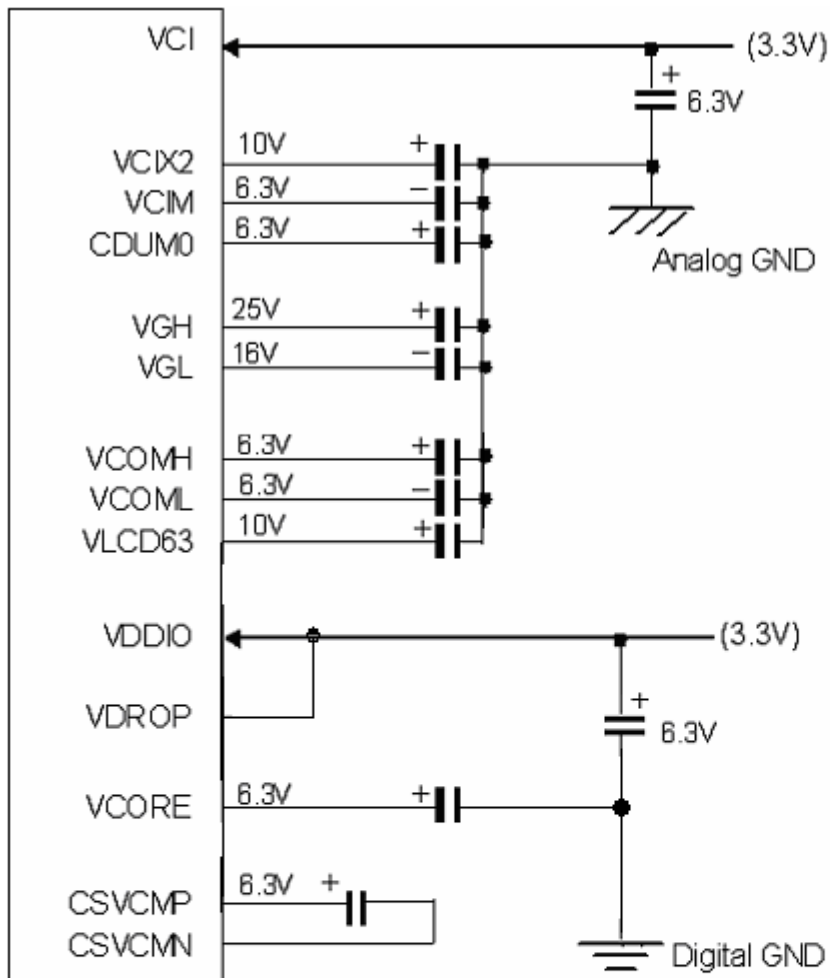 VCI (3.3V)
+
6.3V
VCIX2 10V +
VCIM 6.3V −
CDUM0 6.3V +
Analog GND
VGH 25V +
VGL 16V −
VCOMH 6.3V +
VCOML 6.3V −
VLCD63 10V +
VDDIO (3.3V)
+
VDROP 6.3V
VCORE 6.3V +
CSVCMP 6.3V +
CSVCMN
Digital GND